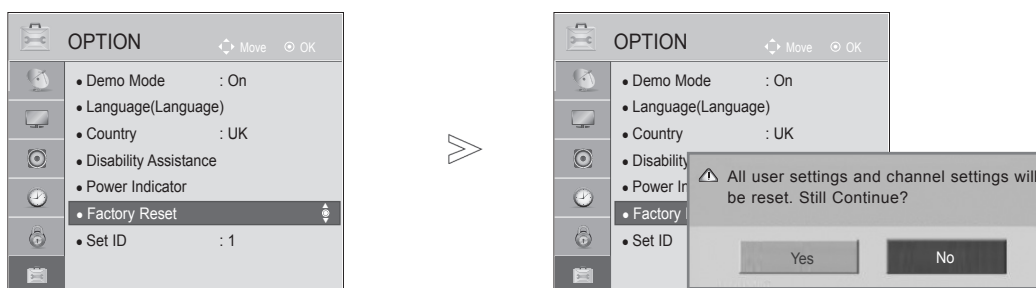 OPTION
Move OK
• Demo Mode : On
• Language(Language)
• Country : UK
• Disability Assistance
• Power Indicator
• Factory Reset
• Set ID : 1
OPTION
Move OK
• Demo Mode : On
• Language(Language)
• Country : UK
• Disability
• Power In
• Factory
• Set ID
All user settings and channel settings will
be reset. Still Continue?
Yes No